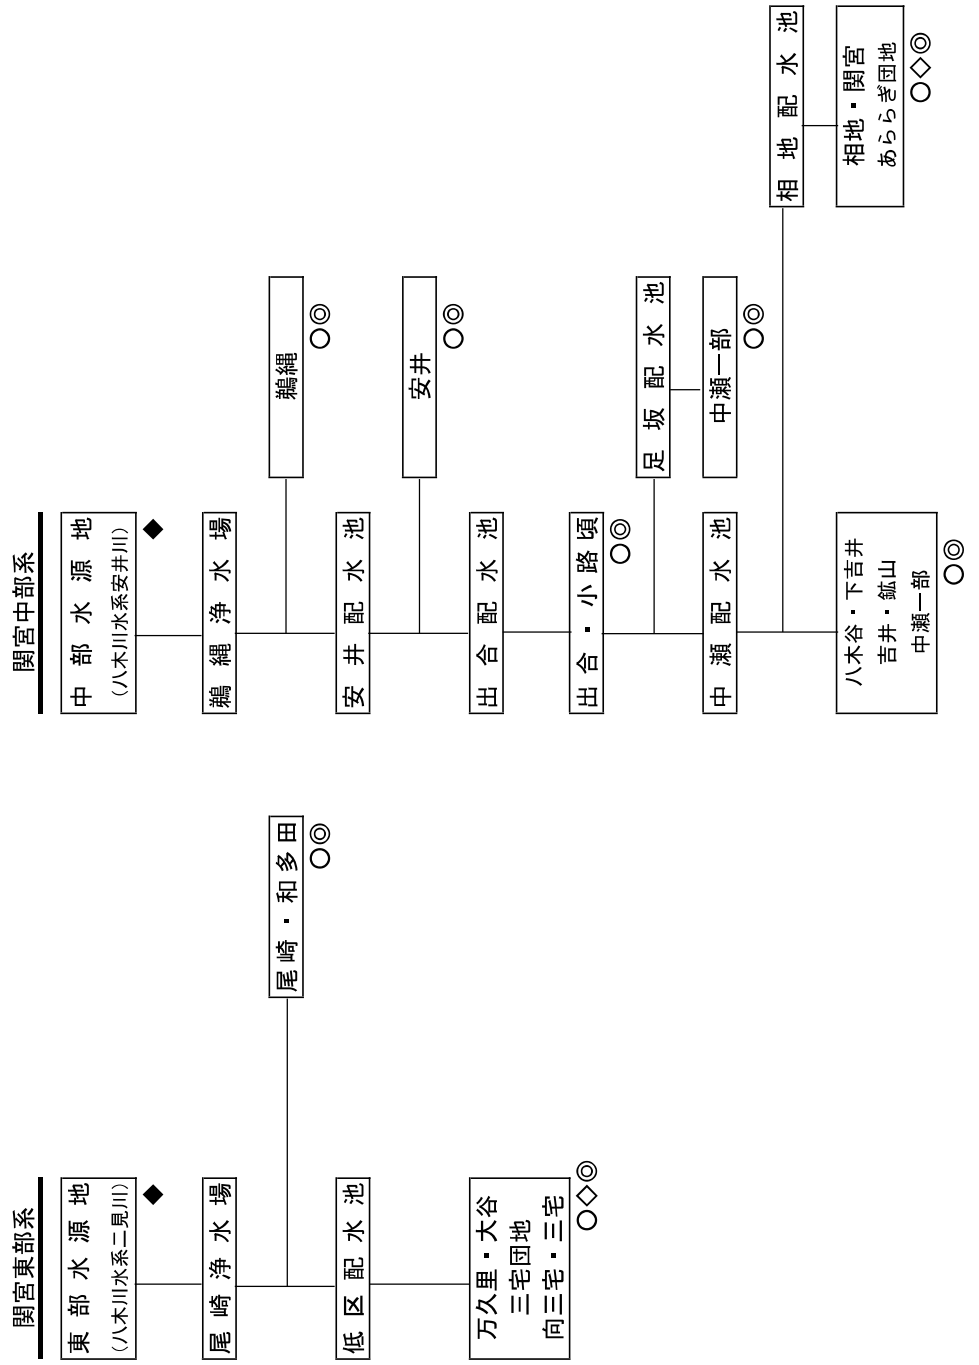 関宮東部系
東部水源地
（八木川水系二見川）
◆
尾崎浄水場
尾崎・和多田
○◎
低区配水池
万久里・大谷
三宅団地
向三宅・三宅
○◇◎
関宮中部系
中部水源地
（八木川水系安井川）
◆
鵜縄浄水場
鵜縄
○◎
安井配水池
安井
○◎
出合配水池
出合・小路頃
○◎
足坂配水池
中瀬一部
○◎
中瀬配水池
相地配水池
相地・関宮
あららぎ団地
○◇◎
八木谷・下吉井
吉井・鉱山
中瀬一部
○◎